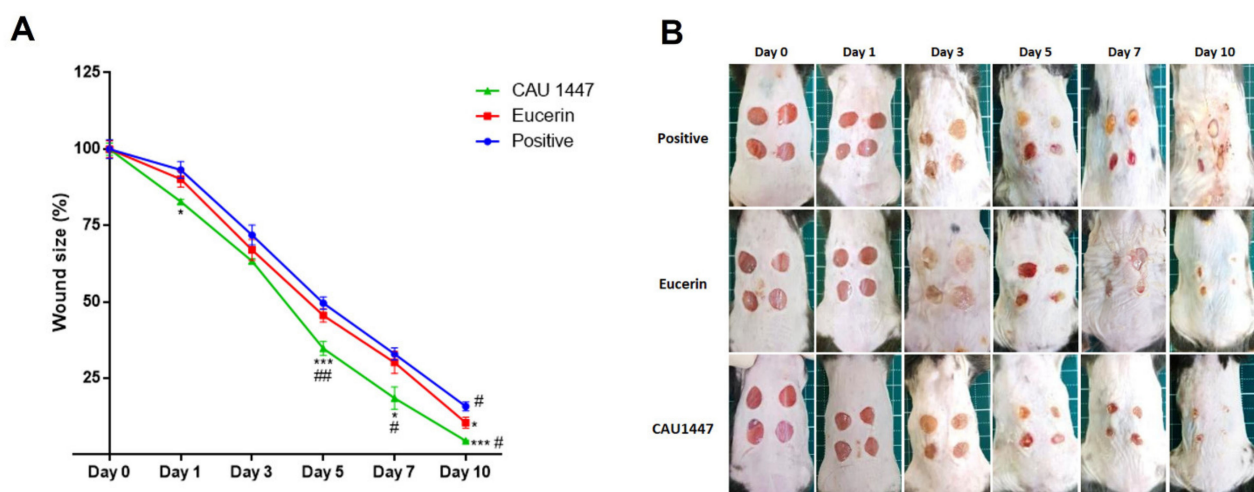 A
125
100
75
50
25
Wound size (%)
CAU 1447
Eucerin
Positive
*
***
##
*
#
#
*
*** #
Day 0 Day 1 Day 3 Day 5 Day 7 Day 10
B
Day 0 Day 1 Day 3 Day 5 Day 7 Day 10
Positive
Eucerin
CAU1447